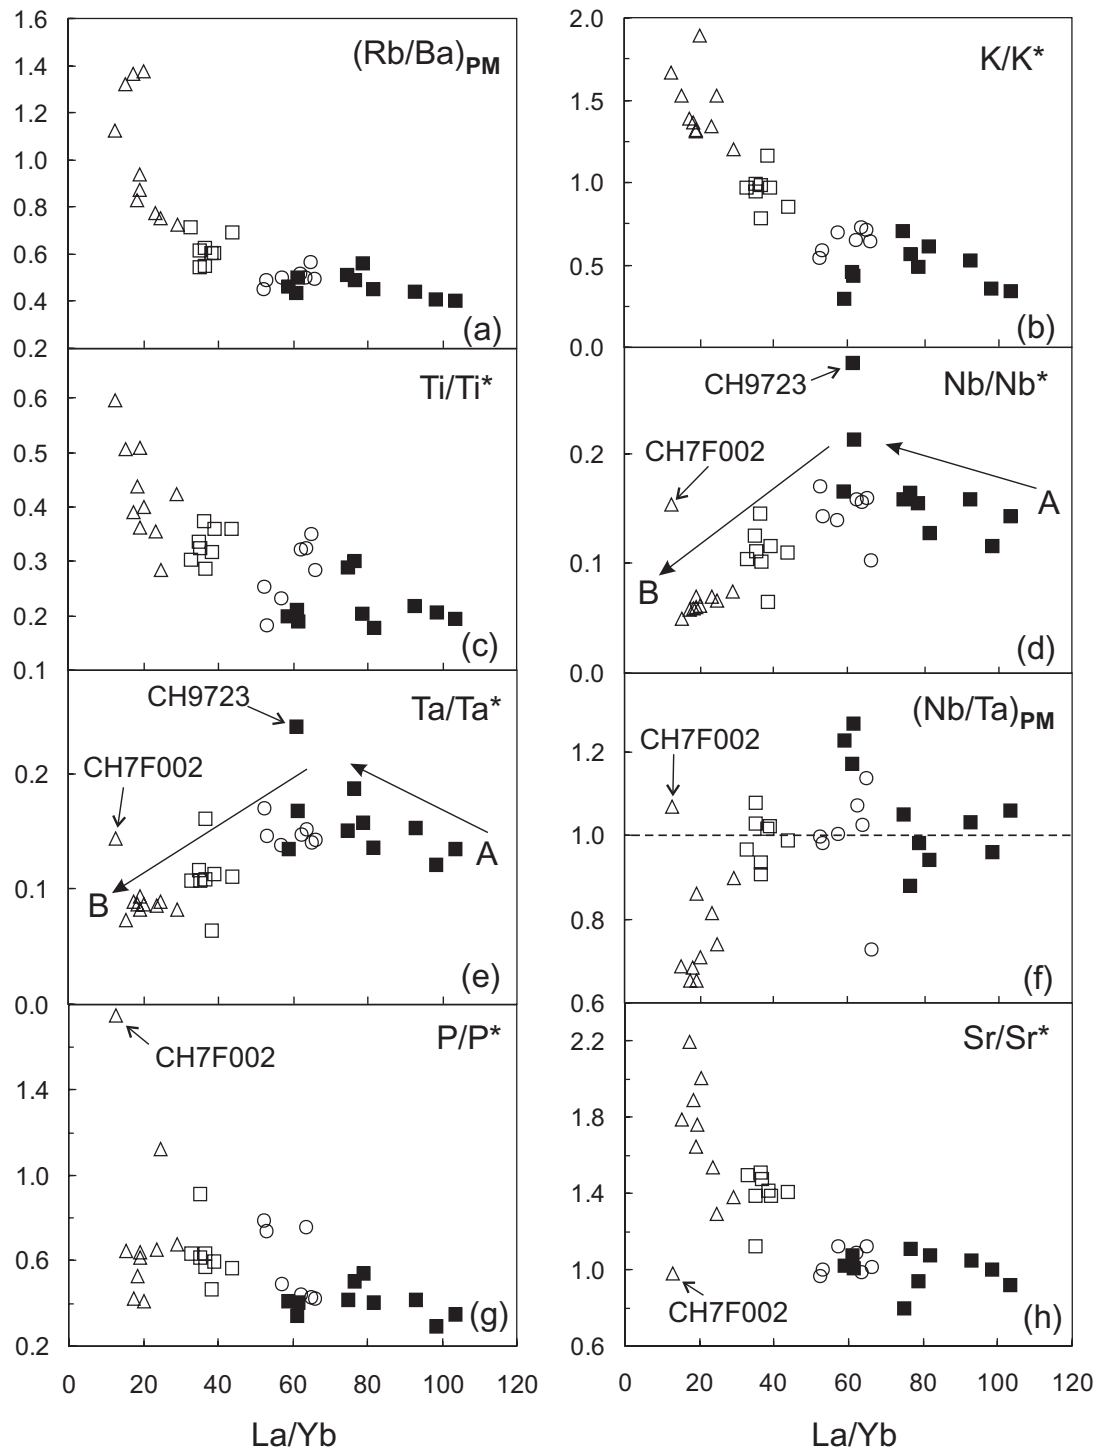 1.6
1.4
1.2
1.0
0.8
0.6
0.4
0.2
(Rb/Ba)PM
(a)
2.0
1.5
1.0
0.5
0.0
K/K*
(b)
0.6
0.5
0.4
0.3
0.2
0.1
Ti/Ti*
(c)
0.2
0.1
0.0
CH9723
Nb/Nb*
CH7F002
A
B
(d)
0.2
0.1
0.0
CH9723
Ta/Ta*
CH7F002
A
B
(e)
1.2
1.0
0.8
0.6
(Nb/Ta)PM
CH7F002
(f)
1.4
1.0
0.6
0.2
P/P*
CH7F002
(g)
2.2
1.8
1.4
1.0
0.6
Sr/Sr*
CH7F002
(h)
0 20 40 60 80 100 120
La/Yb
0 20 40 60 80 100 120
La/Yb